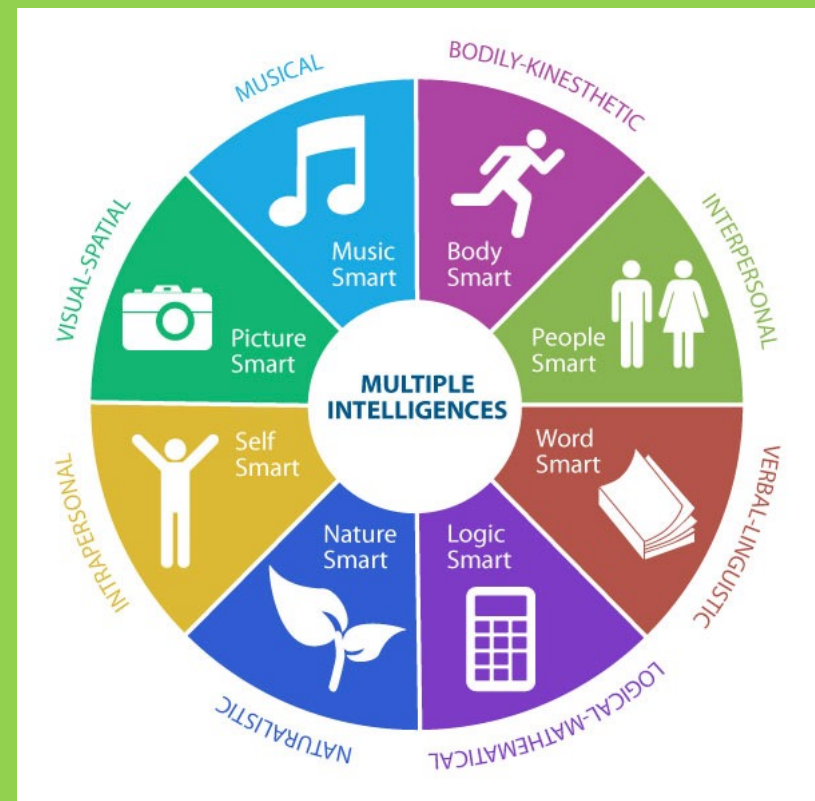 MUSICAL
BODILY-KINESTHETIC
INTERPERSONAL
VERBAL-LINGUISTIC
LOGICAL-MATHEMATICAL
NATURALISTIC
INTRAPERSONAL
VISUAL-SPATIAL
Music
Smart
Body
Smart
People
Smart
Word
Smart
Logic
Smart
Nature
Smart
Self
Smart
Picture
Smart
MULTIPLE
INTELLIGENCES